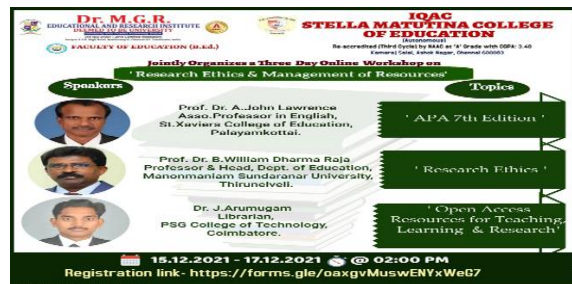 Dr. M.G.R.
EDUCATIONAL AND RESEARCH INSTITUTE
DEEMED TO BE UNIVERSITY
FACULTY OF EDUCATION (B.Ed.)
IQAC
STELLA MATUTINA COLLEGE
OF EDUCATION
(Autonomous)
Re-accredited (Third Cycle) by NAAC at 'A' Grade with CGPA: 3.40
Kamaraj Salai, Ashok Nagar, Chennai 600083
Jointly Organizes a Three Day Online Workshop on
'Research Ethics & Management of Resources'
Speakers
Topics
Prof. Dr. A.John Lawrence
Asso.Professor in English,
St.Xaviers College of Education,
Palayamkottai.
' APA 7th Edition '
Prof. Dr. B.William Dharma Raja
Professor & Head, Dept. of Education,
Manonmaniam Sundaranar University,
Thirunelveli.
' Research Ethics '
Dr. J.Arumugam
Librarian,
PSG College of Technology,
Coimbatore.
' Open Access
Resources for Teaching,
Learning & Research'
15.12.2021 - 17.12.2021 @ 02:00 PM
Registration link- https://forms.gle/oaxgvMuswENYxWeG7